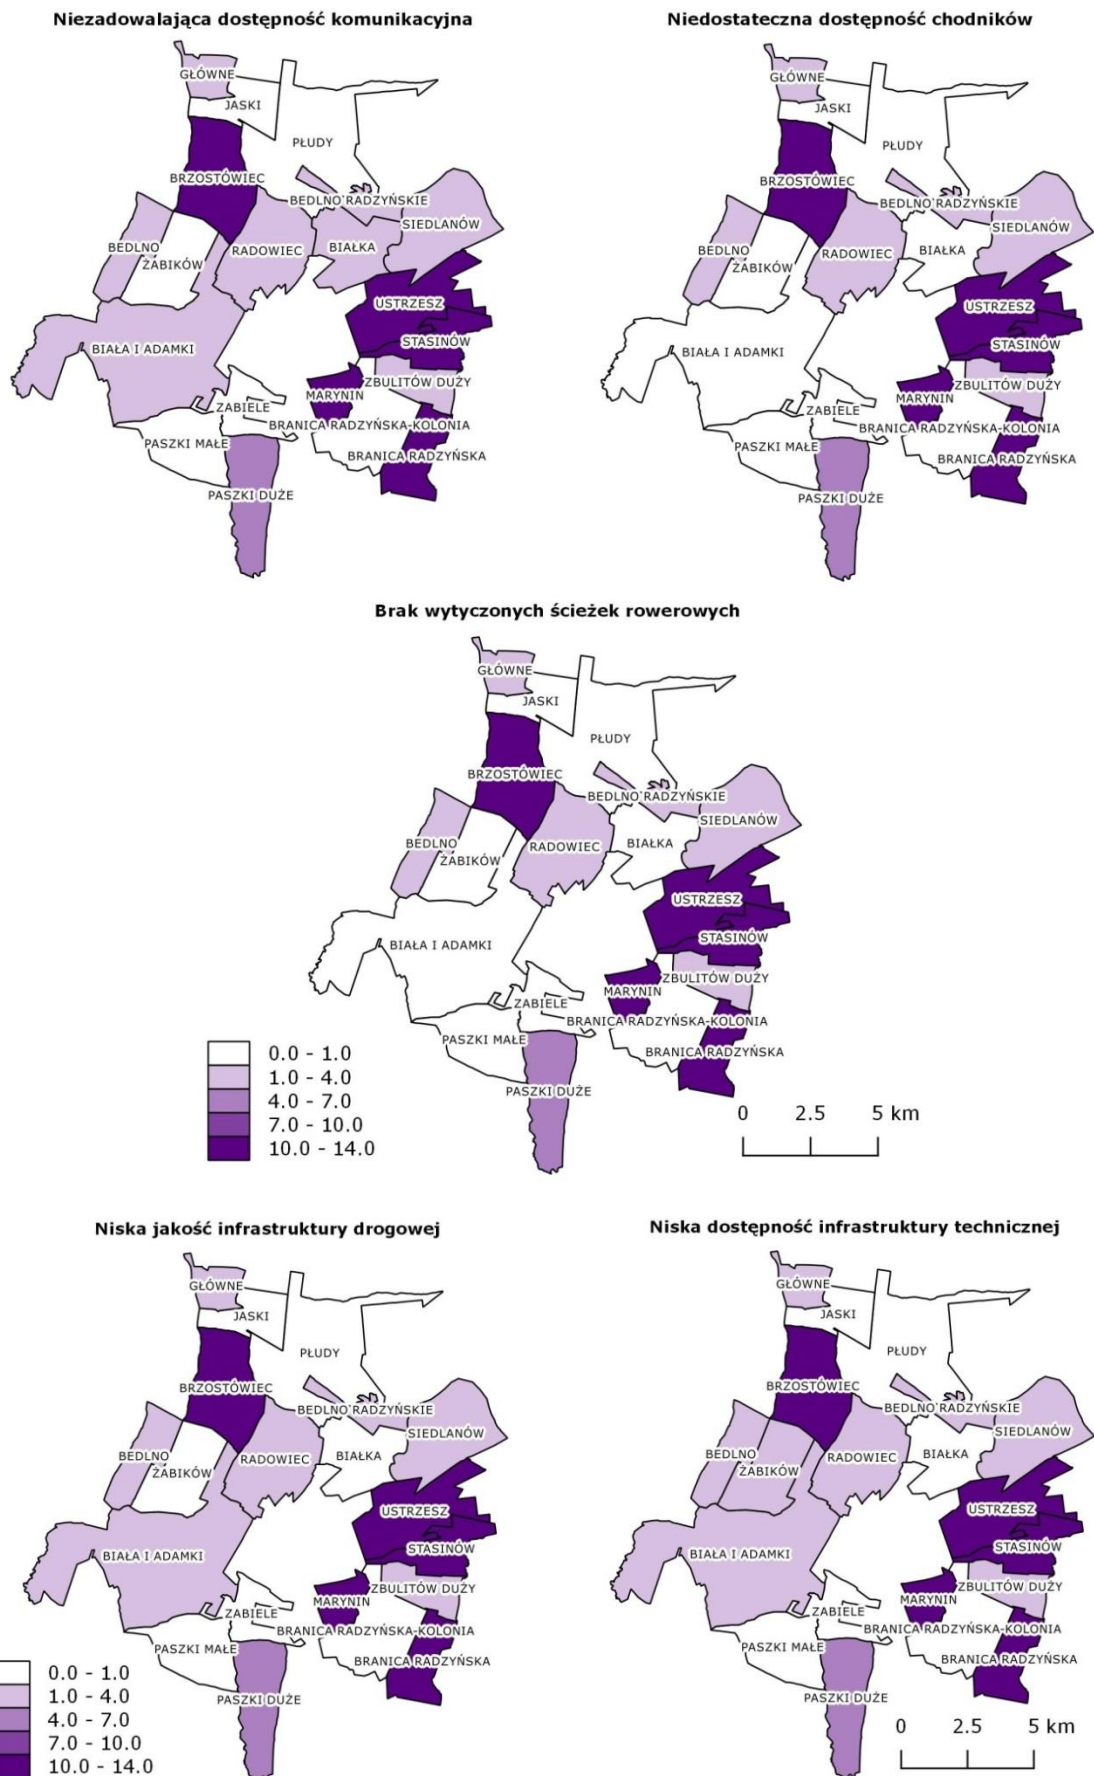 Niezadowalająca dostępność komunikacyjna
GŁÓWNE
JASKI
PŁUDY
BRZOSTÓWIEC
BEDLNO RADZYŃSKIE
SIEDLANÓW
BEDLNO
ŻABIKÓW
RADOWIEC
BIAŁKA
USTRZESZ
STASINÓW
BIAŁA I ADAMKI
ZBULITÓW DUŻY
MARYNIN
ZABIELE
BRANICA RADZYŃSKA-KOLONIA
PASZKI MAŁE
BRANICA RADZYŃSKA
PASZKI DUŻE
Niedostateczna dostępność chodników
GŁÓWNE
JASKI
PŁUDY
BRZOSTÓWIEC
BEDLNO RADZYŃSKIE
SIEDLANÓW
BEDLNO
ŻABIKÓW
RADOWIEC
BIAŁKA
USTRZESZ
STASINÓW
BIAŁA I ADAMKI
ZBULITÓW DUŻY
MARYNIN
ZABIELE
BRANICA RADZYŃSKA-KOLONIA
PASZKI MAŁE
BRANICA RADZYŃSKA
PASZKI DUŻE
Brak wytyczonych ścieżek rowerowych
GŁÓWNE
JASKI
PŁUDY
BRZOSTÓWIEC
BEDLNO RADZYŃSKIE
SIEDLANÓW
BEDLNO
ŻABIKÓW
RADOWIEC
BIAŁKA
USTRZESZ
STASINÓW
BIAŁA I ADAMKI
ZBULITÓW DUŻY
MARYNIN
ZABIELE
BRANICA RADZYŃSKA-KOLONIA
PASZKI MAŁE
BRANICA RADZYŃSKA
PASZKI DUŻE
0.0 - 1.0
1.0 - 4.0
4.0 - 7.0
7.0 - 10.0
10.0 - 14.0
0 2.5 5 km
Niska jakość infrastruktury drogowej
GŁÓWNE
JASKI
PŁUDY
BRZOSTÓWIEC
BEDLNO RADZYŃSKIE
SIEDLANÓW
BEDLNO
ŻABIKÓW
RADOWIEC
BIAŁKA
USTRZESZ
STASINÓW
BIAŁA I ADAMKI
ZBULITÓW DUŻY
MARYNIN
ZABIELE
BRANICA RADZYŃSKA-KOLONIA
PASZKI MAŁE
BRANICA RADZYŃSKA
PASZKI DUŻE
0.0 - 1.0
1.0 - 4.0
4.0 - 7.0
7.0 - 10.0
10.0 - 14.0
Niska dostępność infrastruktury technicznej
GŁÓWNE
JASKI
PŁUDY
BRZOSTÓWIEC
BEDLNO RADZYŃSKIE
SIEDLANÓW
BEDLNO
ŻABIKÓW
RADOWIEC
BIAŁKA
USTRZESZ
STASINÓW
BIAŁA I ADAMKI
ZBULITÓW DUŻY
MARYNIN
ZABIELE
BRANICA RADZYŃSKA-KOLONIA
PASZKI MAŁE
BRANICA RADZYŃSKA
PASZKI DUŻE
0 2.5 5 km